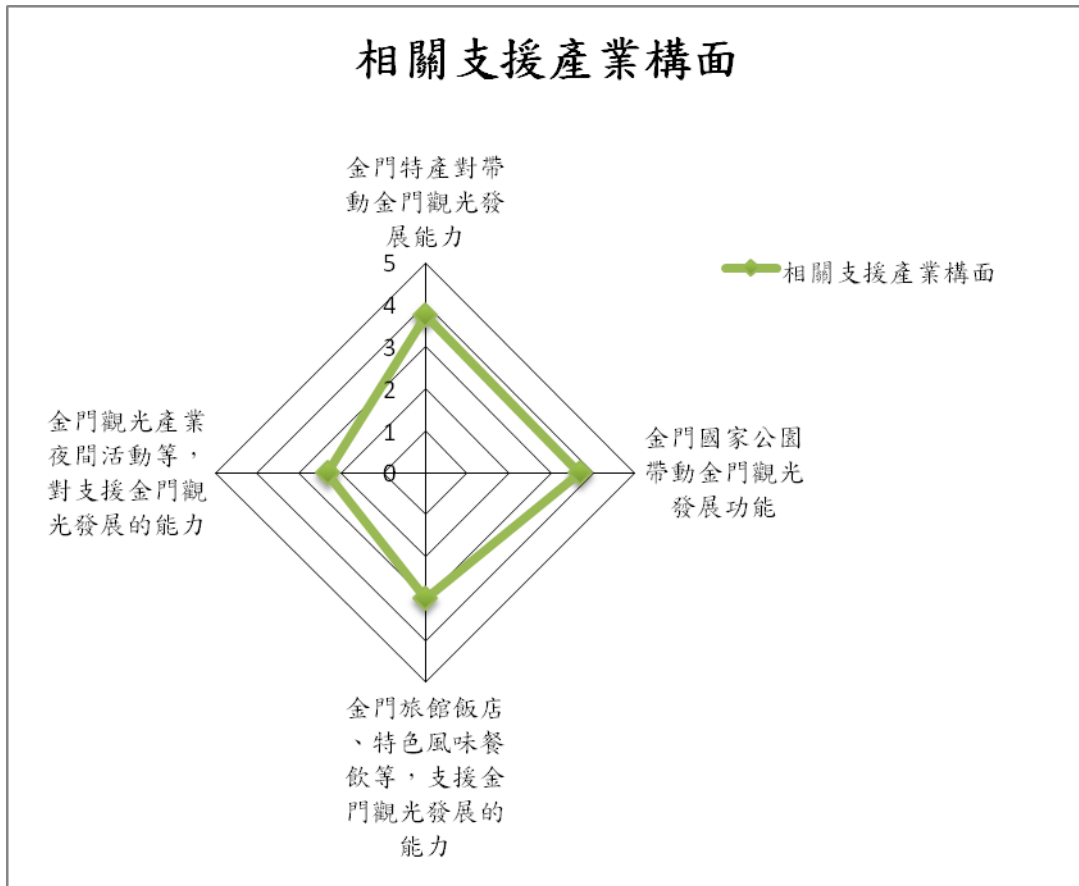 相關支援產業構面
金門特產對帶
動金門觀光發
展能力
5
4
3
2
1
0
相關支援產業構面
金門國家公園
帶動金門觀光
發展功能
金門旅館飯店
、特色風味餐
飲等，支援金
門觀光發展的
能力
金門觀光產業
夜間活動等，
對支援金門觀
光發展的能力